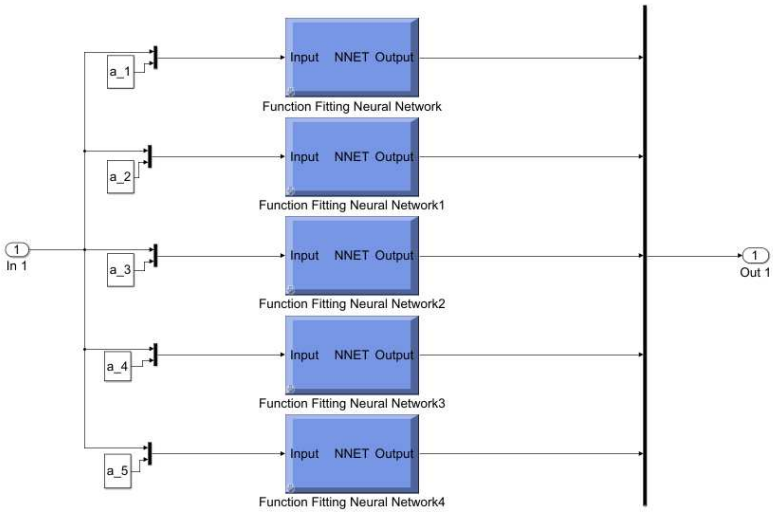 a_1
Input NNET Output
Function Fitting Neural Network
a_2
Input NNET Output
Function Fitting Neural Network1
1
In 1
a_3
Input NNET Output
Function Fitting Neural Network2
1
Out 1
a_4
Input NNET Output
Function Fitting Neural Network3
a_5
Input NNET Output
Function Fitting Neural Network4